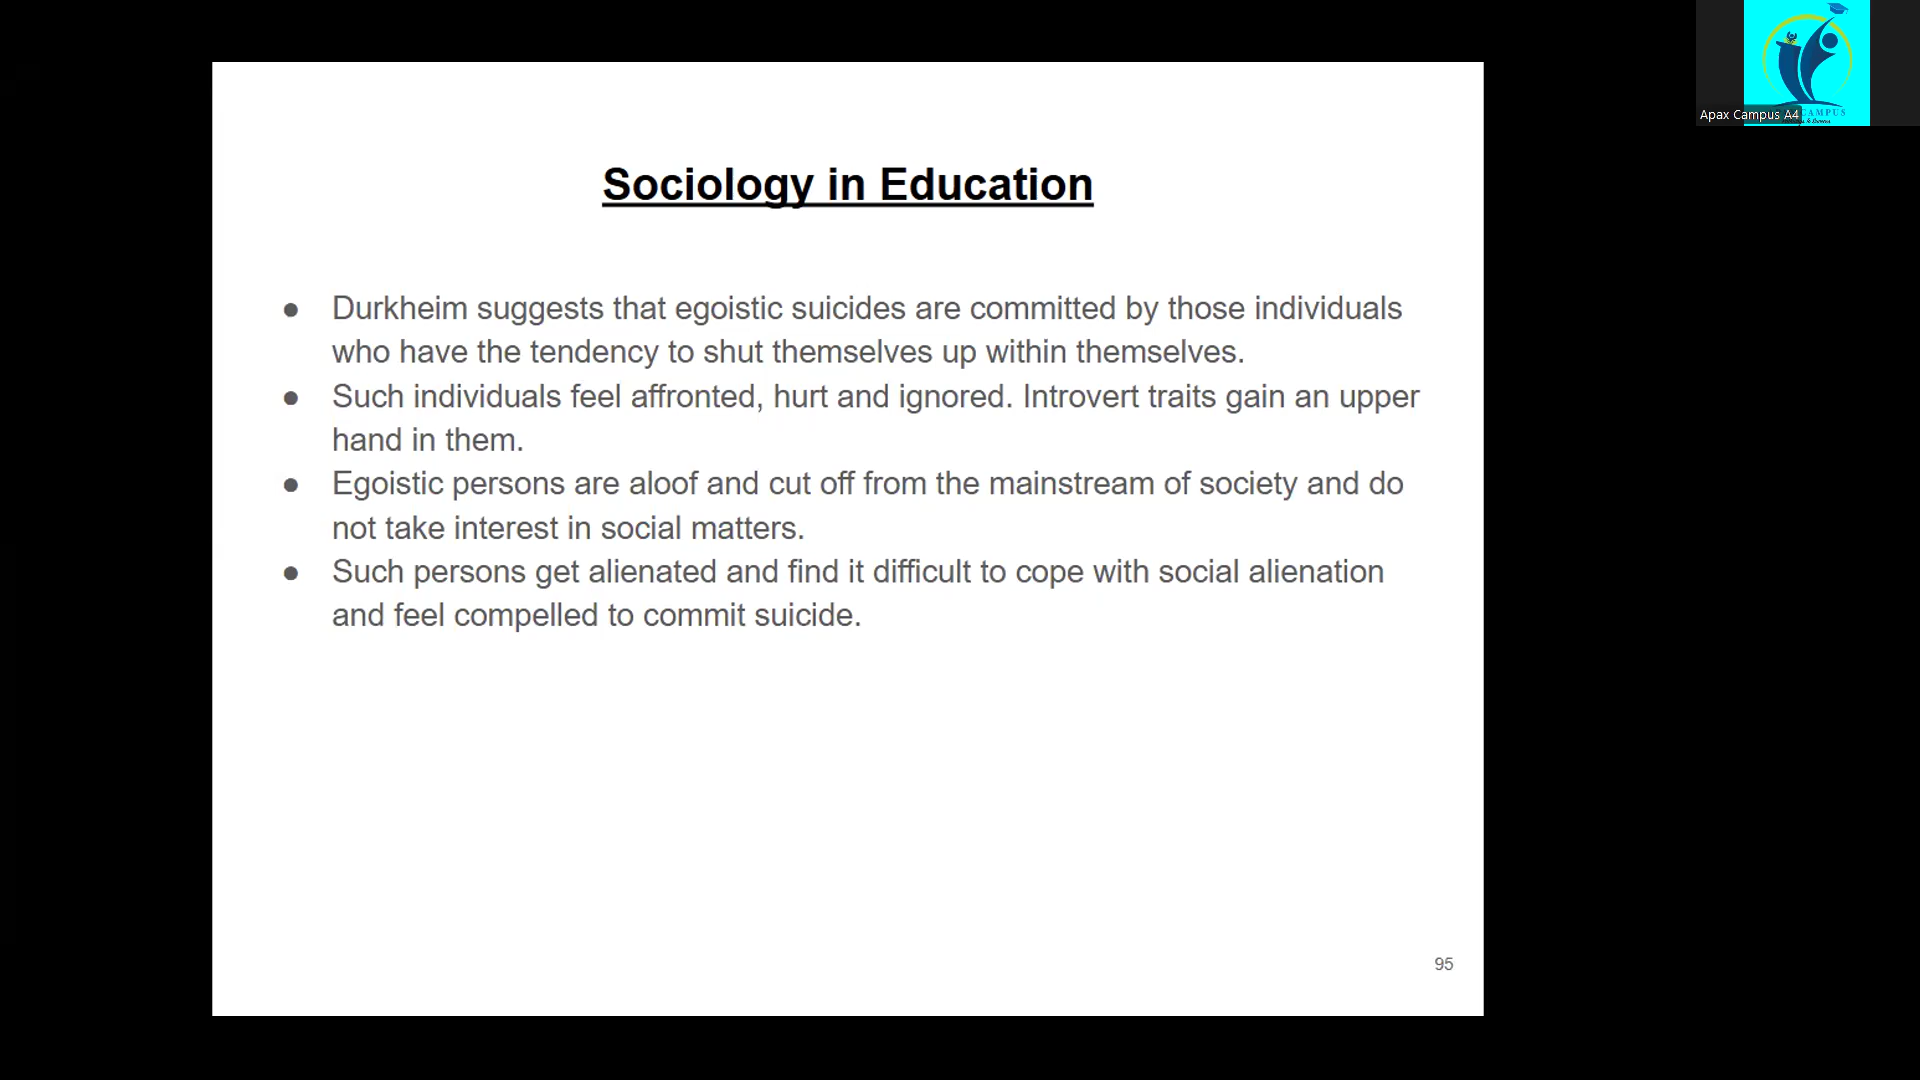 Sociology in Education
● Durkheim suggests that egoistic suicides are committed by those individuals
who have the tendency to shut themselves up within themselves.
● Such individuals feel affronted, hurt and ignored. Introvert traits gain an upper
hand in them.
● Egoistic persons are aloof and cut off from the mainstream of society and do
not take interest in social matters.
● Such persons get alienated and find it difficult to cope with social alienation
and feel compelled to commit suicide.
95
Apax Campus A4
CAMPUS